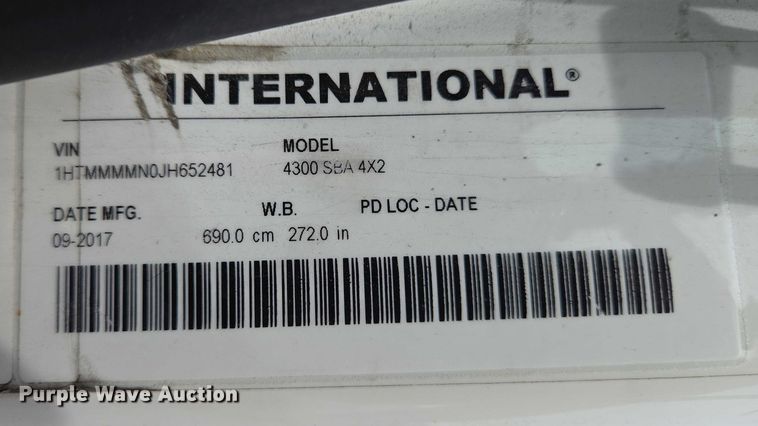 INTERNATIONAL®
VIN MODEL
1HTMMMMN0JH652481 4300 SBA 4X2
DATE MFG. W.B. PD LOC - DATE
09-2017 690.0 cm 272.0 in
Purple Wave Auction